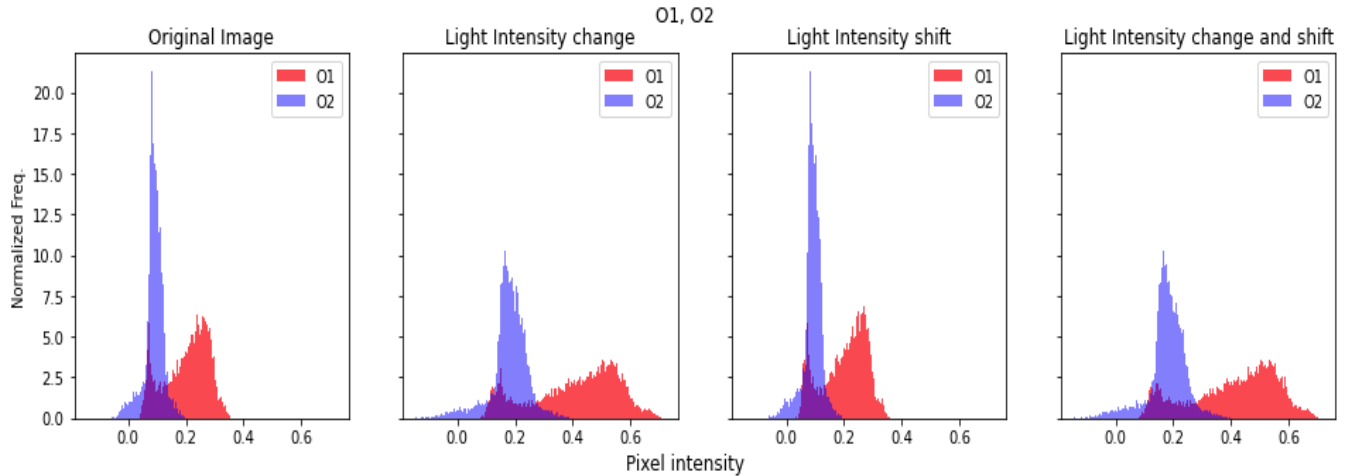 O1, O2
Original Image
Light Intensity change
Light Intensity shift
Light Intensity change and shift
Normalized Freq.
20.0
17.5
15.0
12.5
10.0
7.5
5.0
2.5
0.0
O1
O2
O1
O2
O1
O2
O1
O2
0.0 0.2 0.4 0.6
0.0 0.2 0.4 0.6
0.0 0.2 0.4 0.6
0.0 0.2 0.4 0.6
Pixel intensity